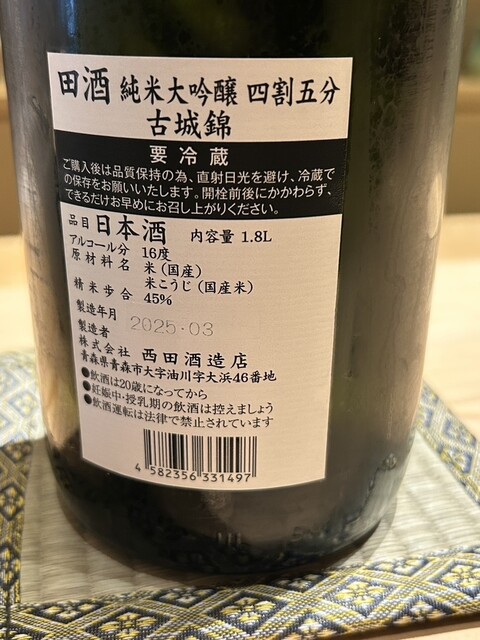 田酒 純米大吟醸 四割五分
古城錦
要冷蔵
ご購入後は品質保持の為、直射日光を避け、冷蔵で
の保存をお願いいたします。開栓前後にかかわらず、
できるだけお早めにお召し上がりください。
品目 日本酒 内容量 1.8L
アルコール分 16度
原材料名 米（国産）
米こうじ（国産米）
精米歩合 45%
製造年月 2025.03
製造者
株式会社 西田酒造店
青森県青森市大字油川字大浜46番地
●飲酒は20歳になってから
●妊娠中・授乳期の飲酒は控えましょう
●飲酒運転は法律で禁止されています
4 582356 331497